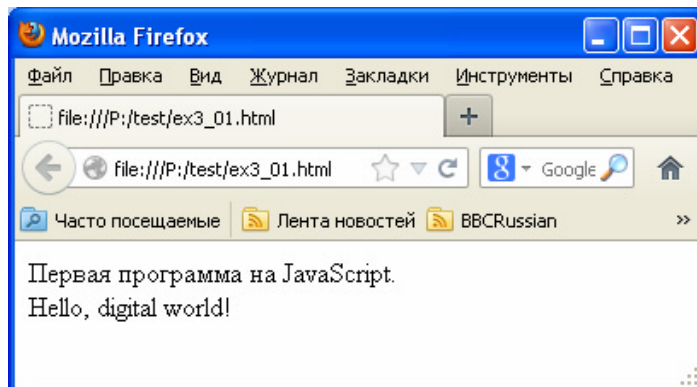 Mozilla Firefox
Файл Правка Вид Журнал Закладки Инструменты Справка
file:///P:/test/ex3_01.html
file:///P:/test/ex3_01.html Google
Часто посещаемые Лента новостей BBCRussian
Первая программа на JavaScript.
Hello, digital world!